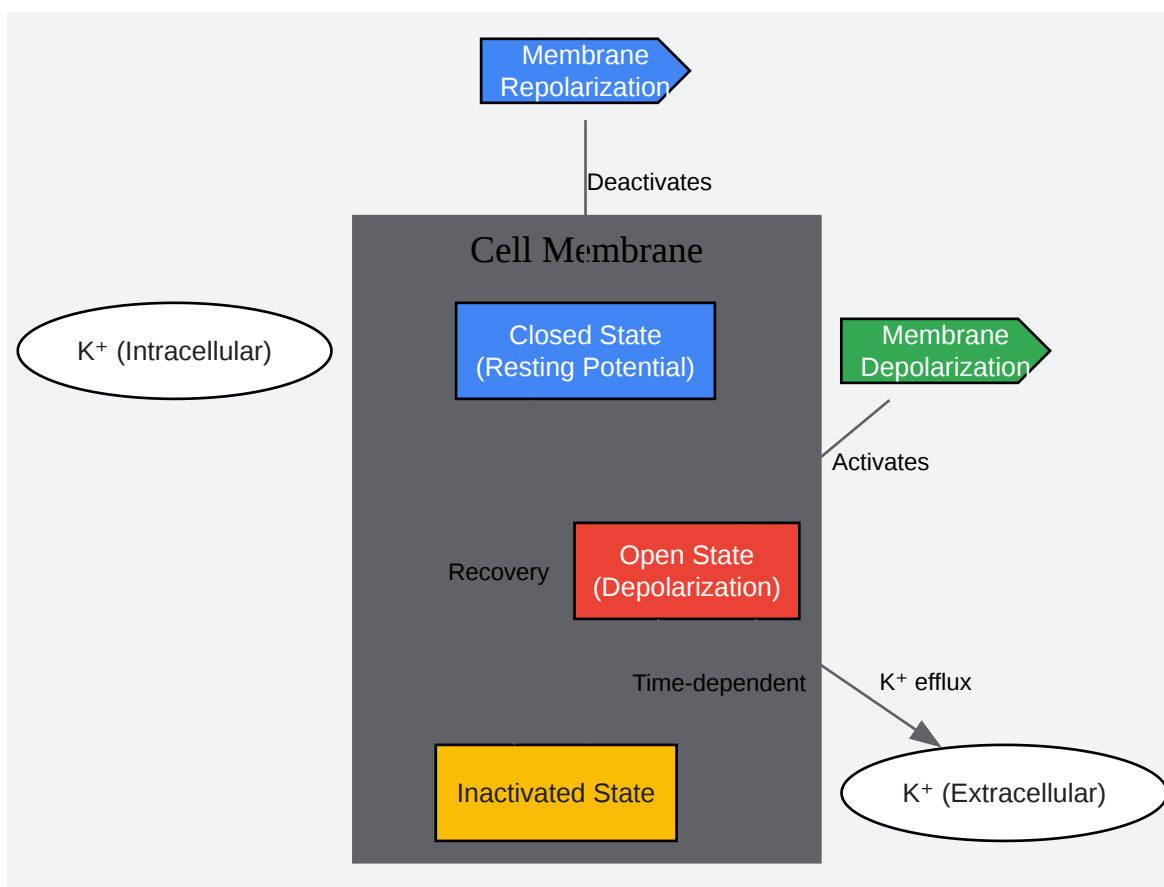 Membrane
Repolarization
Deactivates
Cell Membrane
K⁺ (Intracellular)
Closed State
(Resting Potential)
Membrane
Depolarization
Activates
Recovery
Open State
(Depolarization)
Time-dependent
K⁺ efflux
Inactivated State
K⁺ (Extracellular)